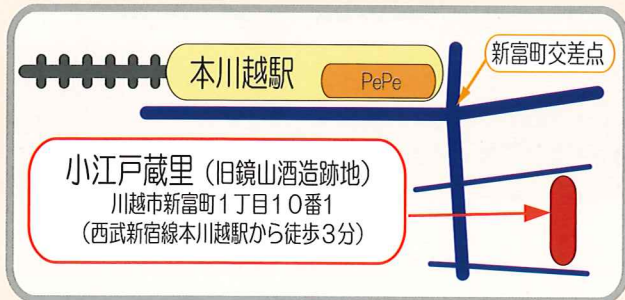 本川越駅
PePe
新富町交差点
小江戸蔵里（旧鏡山酒造跡地）
川越市新富町１丁目１０番1
（西武新宿線本川越駅から徒歩３分）